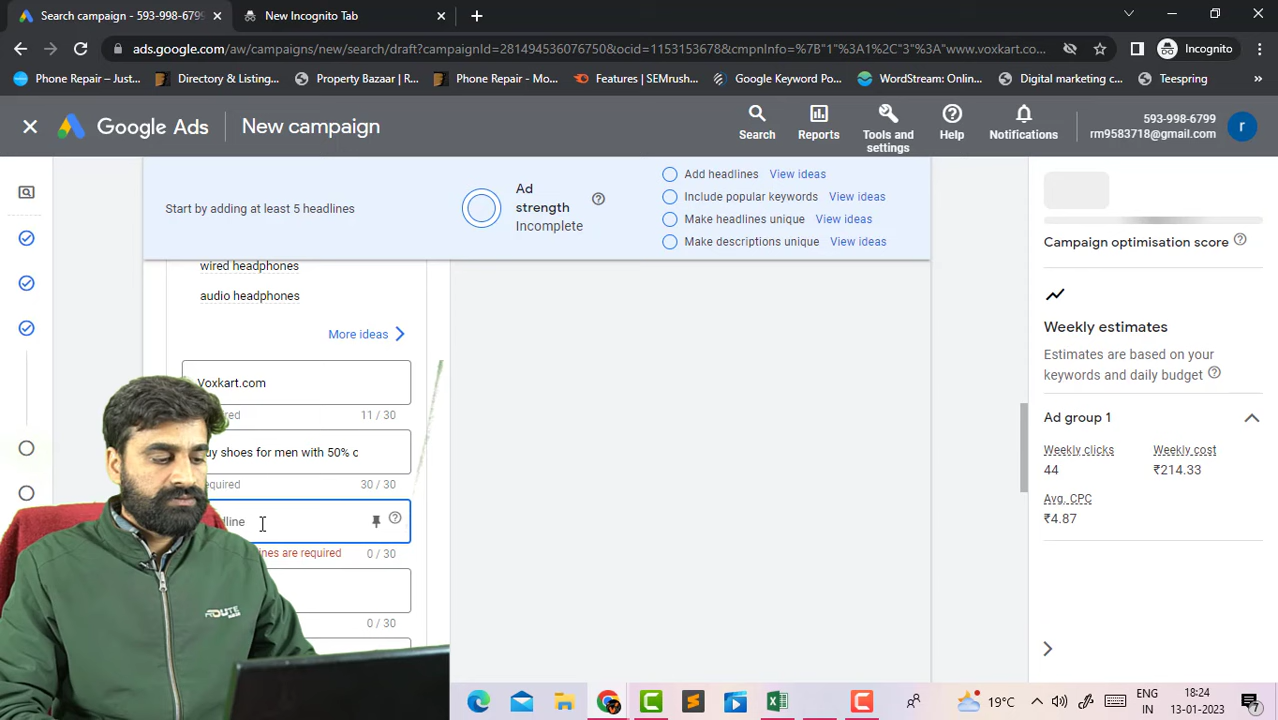 Search campaign - 593-998-6799
New Incognito Tab
ads.google.com/aw/campaigns/new/search/draft?campaignId=281494536076750&ocid=1153153678&cmpnInfo=%7B"1"%3A1%2C"3"%3A"www.voxkart.co...
Incognito
Phone Repair – Just...
Directory & Listing...
Property Bazaar | R...
Phone Repair - Mo...
Features | SEMrush...
Google Keyword Po...
WordStream: Onlin...
Digital marketing c...
Teespring
Google Ads
New campaign
Search
Reports
Tools and settings
Help
Notifications
593-998-6799
rm9583718@gmail.com
r
Start by adding at least 5 headlines
Ad strength
Incomplete
Add headlines View ideas
Include popular keywords View ideas
Make headlines unique View ideas
Make descriptions unique View ideas
wired headphones
audio headphones
More ideas
Voxkart.com
11 / 30
shoes for men with 50%
30 / 30
are required
0 / 30
0 / 30
Campaign optimisation score
Weekly estimates
Estimates are based on your
keywords and daily budget
Ad group 1
Weekly clicks
Weekly cost
44
₹214.33
Avg. CPC
₹4.87
ROUTE
19°C
ENG
IN
18:24
13-01-2023
7